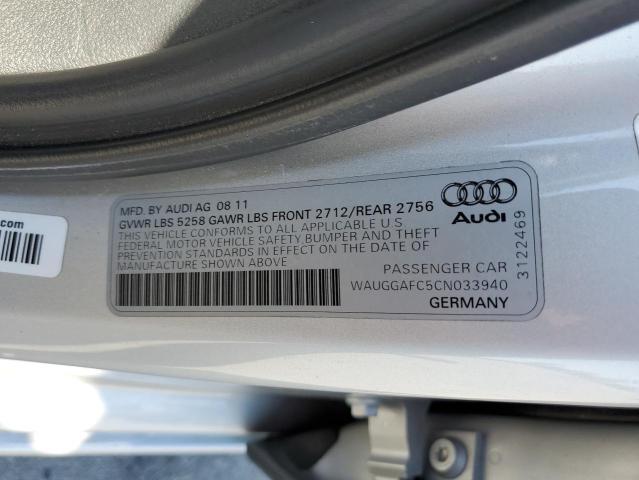 MFD. BY AUDI AG 08 11
GVWR LBS 5258 GAWR LBS FRONT 2712/REAR 2756
THIS VEHICLE CONFORMS TO ALL APPLICABLE U S
FEDERAL MOTOR VEHICLE SAFETY,BUMPER AND THEFT
PREVENTION STANDARDS IN EFFECT ON THE DATE OF
MANUFACTURE SHOWN ABOVE
Audi
3122469
PASSENGER CAR
WAUGGAFC5CN033940
GERMANY
.com